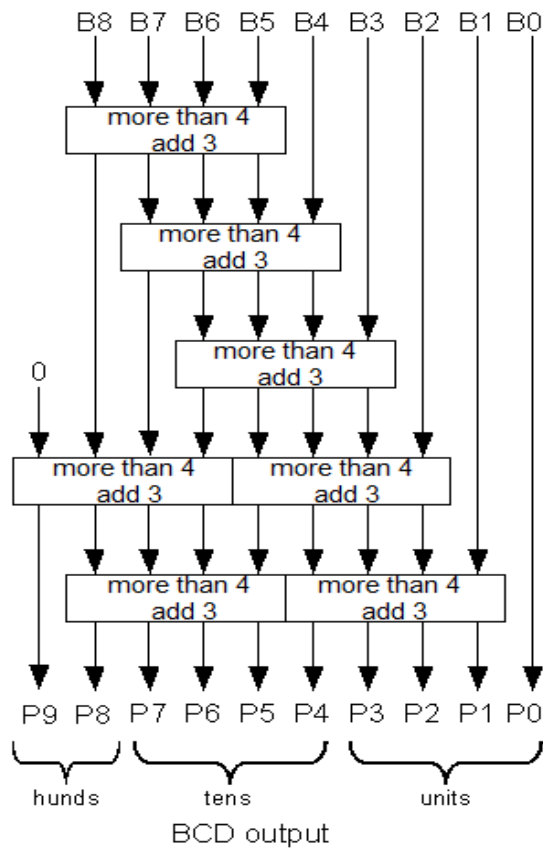 B8 B7 B6 B5 B4 B3 B2 B1 B0
more than 4
add 3
more than 4
add 3
more than 4
add 3
0
more than 4 more than 4
add 3 add 3
more than 4 more than 4
add 3 add 3
P9 P8 P7 P6 P5 P4 P3 P2 P1 P0
hunds tens units
BCD output